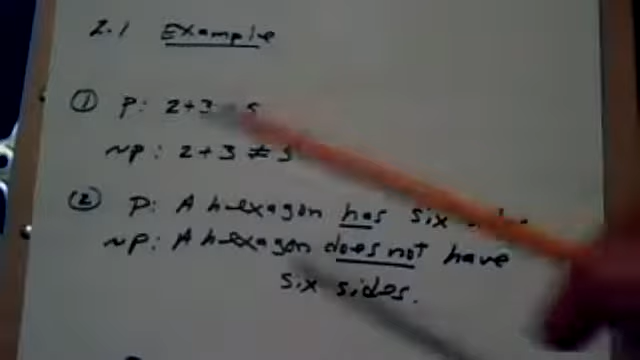 2.1 Example
① P: 2+3 5
~P: 2+3 ≠ 5
② P: A hexagon has six
~P: A hexagon does not have
six sides.